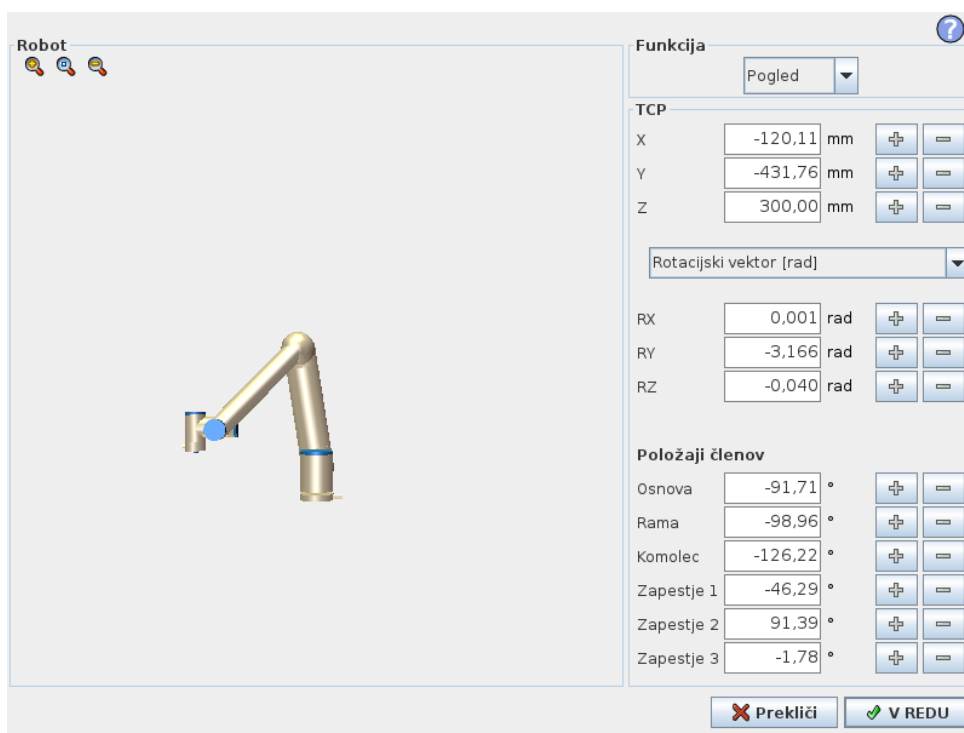 Robot
Funkcija
?
Pogled
TCP
X -120,11 mm
Y -431,76 mm
Z 300,00 mm
Rotacijski vektor [rad]
RX 0,001 rad
RY -3,166 rad
RZ -0,040 rad
Položaji členov
Osnova -91,71 °
Rama -98,96 °
Komolec -126,22 °
Zapestje 1 -46,29 °
Zapestje 2 91,39 °
Zapestje 3 -1,78 °
Prekliči
V REDU